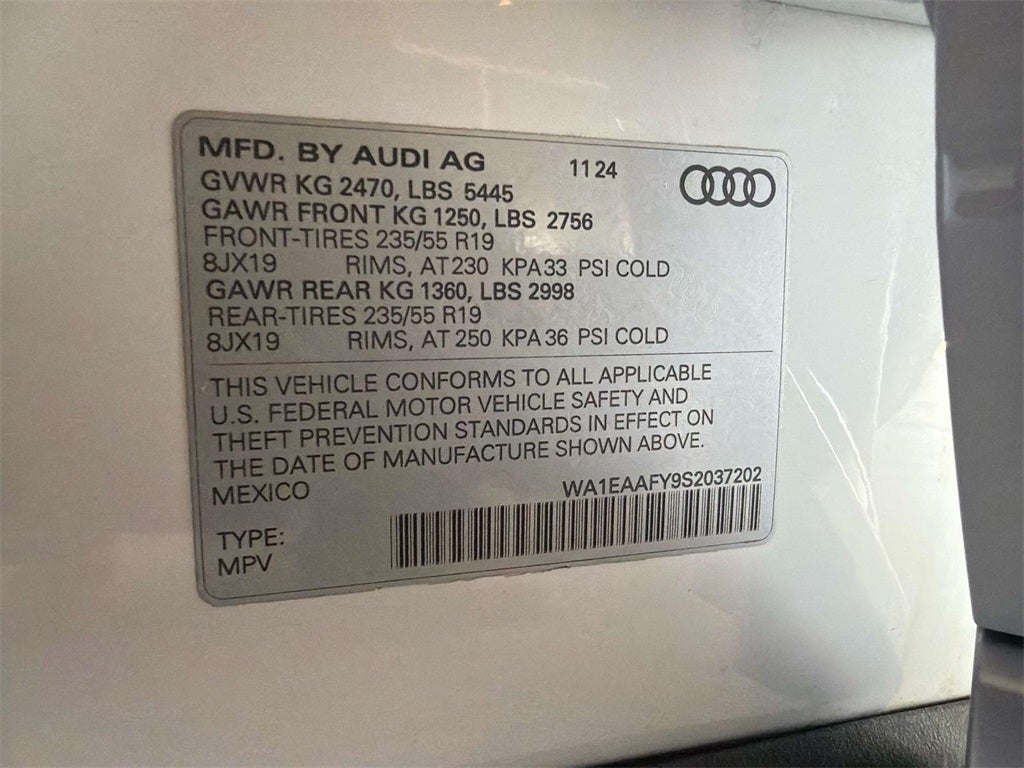 MFD. BY AUDI AG 11 24
GVWR KG 2470, LBS 5445
GAWR FRONT KG 1250, LBS 2756
FRONT-TIRES 235/55 R19
8JX19 RIMS, AT 230 KPA 33 PSI COLD
GAWR REAR KG 1360, LBS 2998
REAR-TIRES 235/55 R19
8JX19 RIMS, AT 250 KPA 36 PSI COLD
THIS VEHICLE CONFORMS TO ALL APPLICABLE
U.S. FEDERAL MOTOR VEHICLE SAFETY AND
THEFT PREVENTION STANDARDS IN EFFECT ON
THE DATE OF MANUFACTURE SHOWN ABOVE.
MEXICO WA1EAAFY9S2037202
TYPE:
MPV